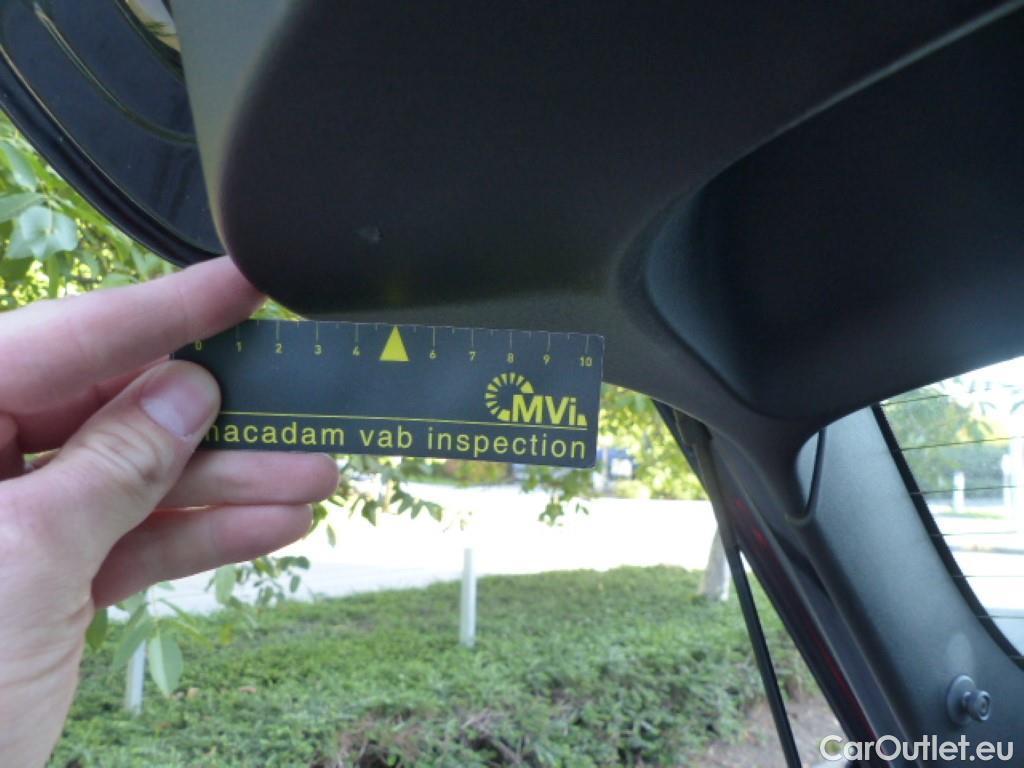 0 1 2 3 4 6 7 8 9 10
MVi
macadam vab inspection
CarOutlet.eu